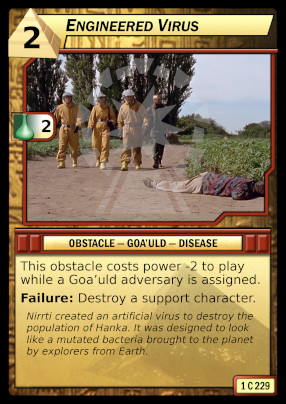 2
ENGINEERED VIRUS
2
OBSTACLE – GOA'ULD – DISEASE
This obstacle costs power -2 to play
while a Goa'uld adversary is assigned.
Failure: Destroy a support character.
Nirrti created an artificial virus to destroy the
population of Hanka. It was designed to look
like a mutated bacteria brought to the planet
by explorers from Earth.
1 C 229